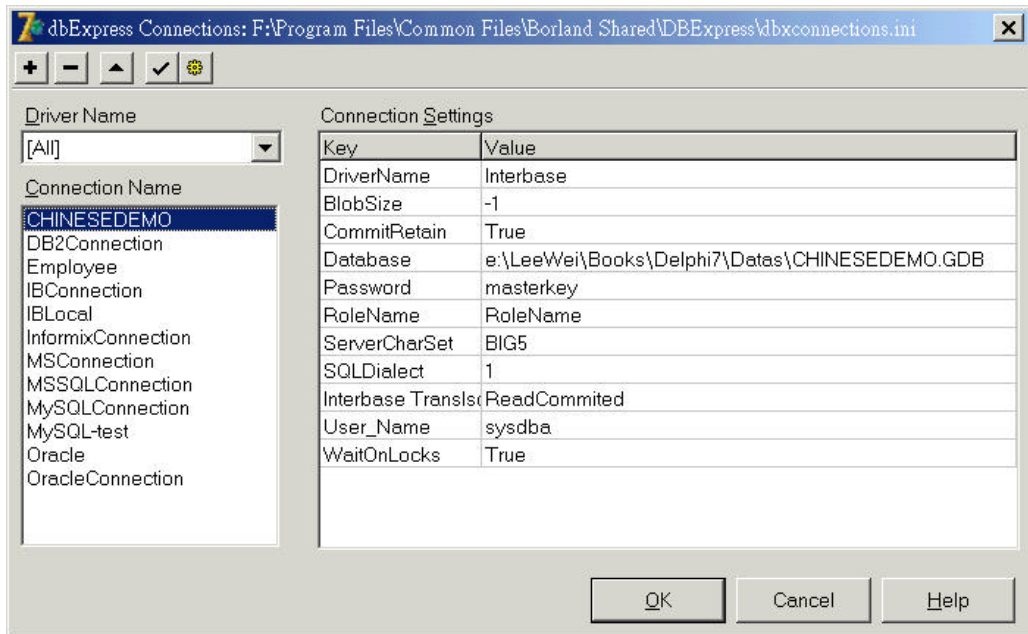 dbExpress Connections: F:\Program Files\Common Files\Borland Shared\DBExpress\dbxconnections.ini
Driver Name
[All]
Connection Name
CHINESEDEMO
DB2Connection
Employee
IBConnection
IBLocal
InformixConnection
MSConnection
MSSQLConnection
MySQLConnection
MySQL-test
Oracle
OracleConnection
Connection Settings
Key Value
DriverName Interbase
BlobSize -1
CommitRetain True
Database e:\LeeWei\Books\Delphi7\Datas\CHINESEDEMO.GDB
Password masterkey
RoleName RoleName
ServerCharSet BIG5
SQLDialect 1
Interbase TransIs ReadCommited
User_Name sysdba
WaitOnLocks True
OK Cancel Help